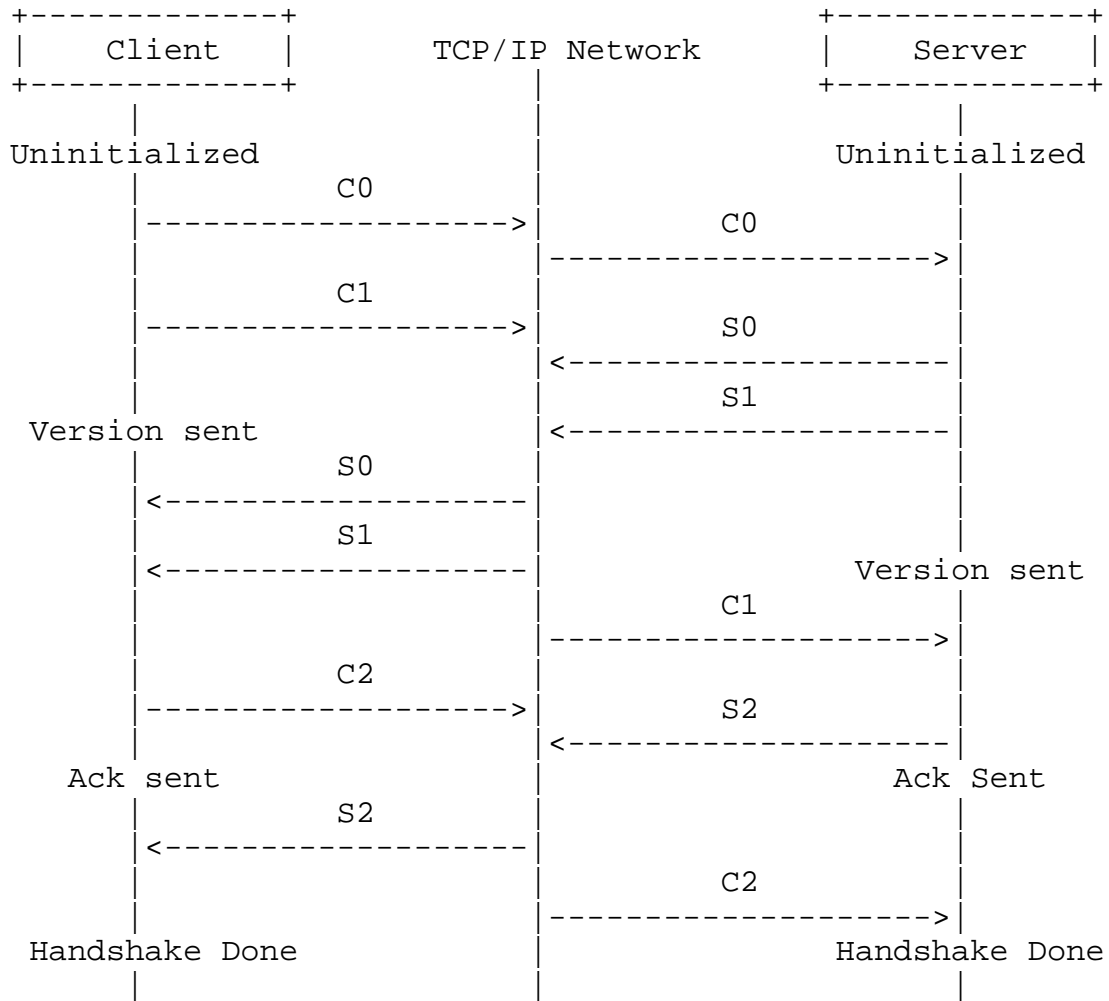 Client TCP/IP Network Server
Uninitialized Uninitialized
C0
C0
C1
S0
S1
Version sent
S0
S1
Version sent
C1
C2
S2
Ack sent Ack Sent
S2
C2
Handshake Done Handshake Done